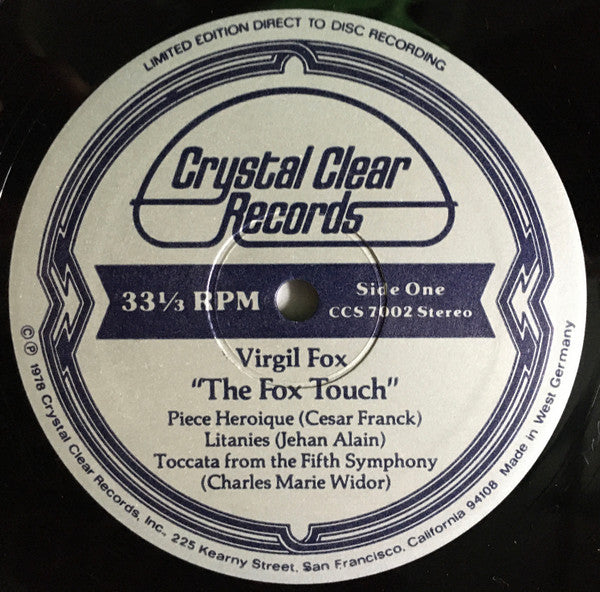 LIMITED EDITION DIRECT TO DISC RECORDING
Crystal Clear
Records
33⅓ RPM
Side One
CCS 7002 Stereo
Virgil Fox
"The Fox Touch"
Piece Heroique (Cesar Franck)
Litanies (Jehan Alain)
Toccata from the Fifth Symphony
(Charles Marie Widor)
© ℗ 1978 Crystal Clear Records, Inc., 225 Kearny Street, San Francisco, California 94108 Made in West Germany